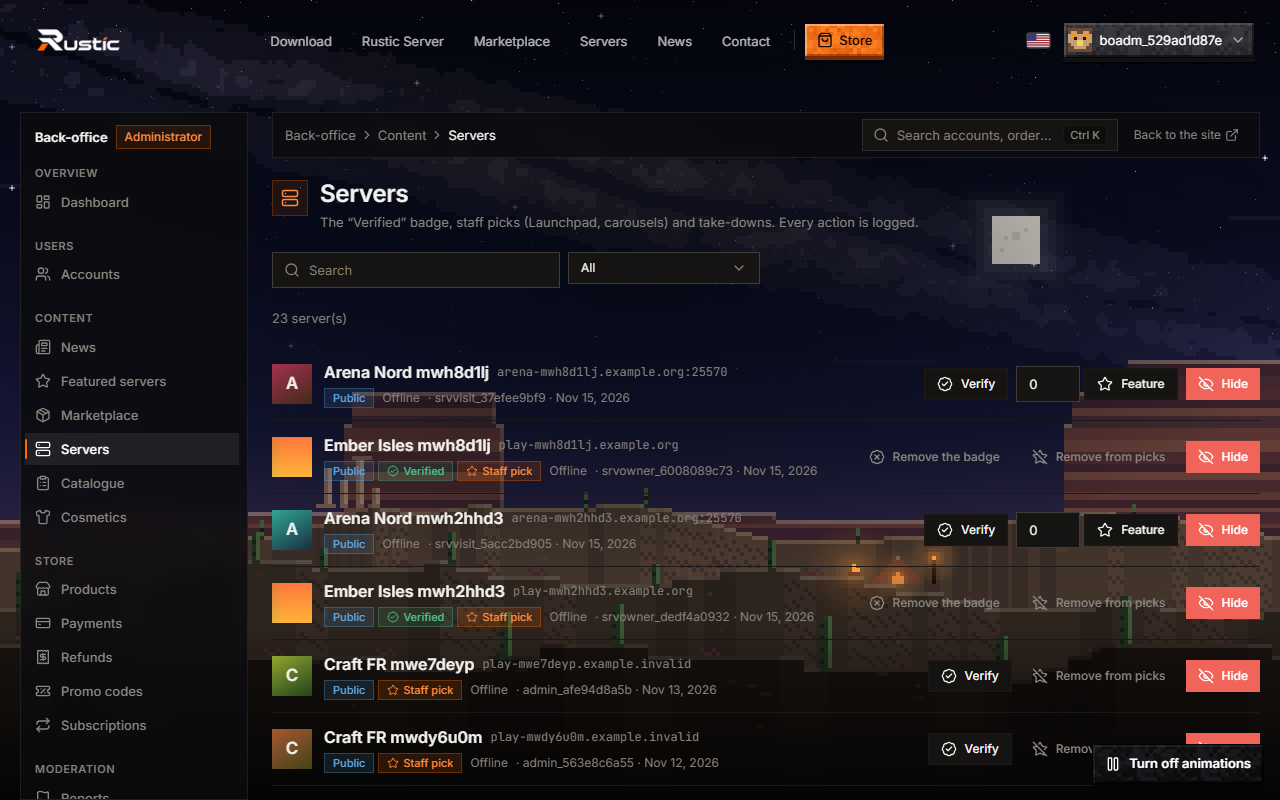 Rustic
Download Rustic Server Marketplace Servers News Contact Store boadm_529ad1d87e
Back-office Administrator
OVERVIEW
Dashboard
USERS
Accounts
CONTENT
News
Featured servers
Marketplace
Servers
Catalogue
Cosmetics
STORE
Products
Payments
Refunds
Promo codes
Subscriptions
MODERATION
Reports
Back-office > Content > Servers Search accounts, order... Ctrl K Back to the site
Servers
The “Verified” badge, staff picks (Launchpad, carousels) and take-downs. Every action is logged.
Search All
23 server(s)
A Arena Nord mwh8d1lj arena-mwh8d1lj.example.org:25570
Public Offline · srvvisit_37efee9bf9 · Nov 15, 2026
Verify 0 Feature Hide
Ember Isles mwh8d1lj play-mwh8d1lj.example.org
Public Verified Staff pick Offline · srvowner_6008089c73 · Nov 15, 2026
Remove the badge Remove from picks Hide
A Arena Nord mwh2hhd3 arena-mwh2hhd3.example.org:25570
Public Offline · srvvisit_5acc2bd905 · Nov 15, 2026
Verify 0 Feature Hide
Ember Isles mwh2hhd3 play-mwh2hhd3.example.org
Public Verified Staff pick Offline · srvowner_dedf4a0932 · Nov 15, 2026
Remove the badge Remove from picks Hide
C Craft FR mwe7deyp play-mwe7deyp.example.invalid
Public Staff pick Offline · admin_afe94d8a5b · Nov 13, 2026
Verify Remove from picks Hide
C Craft FR mwdy6u0m play-mwdy6u0m.example.invalid
Public Staff pick Offline · admin_563e8c6a55 · Nov 12, 2026
Verify Remov
Turn off animations